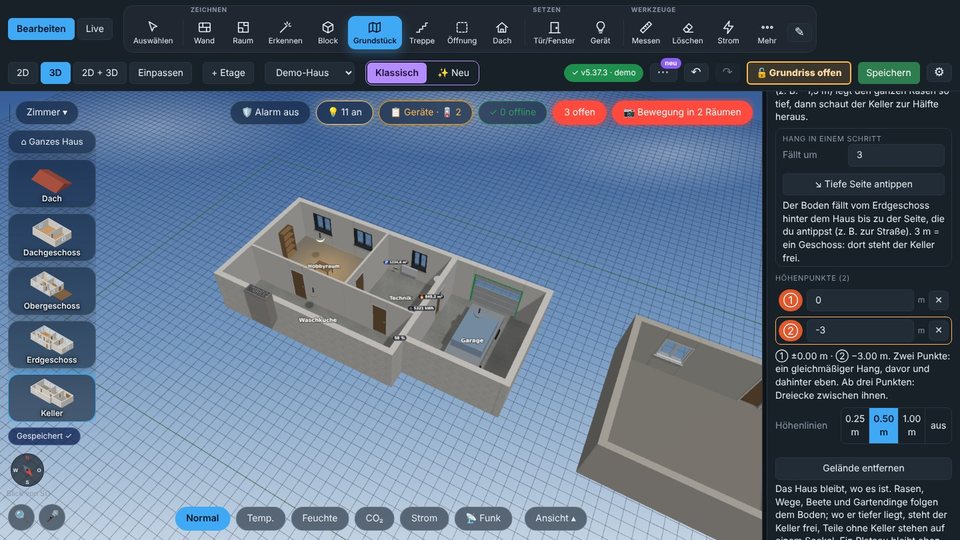 ZEICHNEN
SETZEN
WERKZEUGE
Bearbeiten
Live
Auswählen
Wand
Raum
Erkennen
Block
Grundstück
Treppe
Öffnung
Dach
Tür/Fenster
Gerät
Messen
Löschen
Strom
Mehr
2D
3D
2D + 3D
Einpassen
+ Etage
Demo-Haus
Klassisch
✨ Neu
✓ v5.37.3 · demo
neu
Grundriss offen
Speichern
Zimmer ▾
Alarm aus
11 an
Geräte · 2
✓ 0 offline
3 offen
Bewegung in 2 Räumen
⌂ Ganzes Haus
Dach
Dachgeschoss
Obergeschoss
Erdgeschoss
Keller
Gespeichert ✓
Hobbyraum
Technik
Waschküche
Garage
N
W
O
S
Normal
Temp.
Feuchte
CO₂
Strom
Funk
Ansicht ▴
tief, dann schaut der Keller zur Hälfte
heraus.
HANG IN EINEM SCHRITT
Fällt um
3
↘ Tiefe Seite antippen
Der Boden fällt vom Erdgeschoss
hinter dem Haus bis zu der Seite, die
du antippst (z. B. zur Straße). 3 m =
ein Geschoss: dort steht der Keller
frei.
HÖHENPUNKTE (2)
① 0 m ✕
② -3 m ✕
① ±0.00 m · ② −3.00 m. Zwei Punkte:
ein gleichmäßiger Hang, davor und
dahinter eben. Ab drei Punkten:
Dreiecke zwischen ihnen.
Höhenlinien
0.25 m
0.50 m
1.00 m
aus
Gelände entfernen
Das Haus bleibt, wo es ist. Rasen,
Wege, Beete und Gartendinge folgen
dem Boden; wo er tiefer liegt, steht der
Keller frei, Teile ohne Keller stehen auf